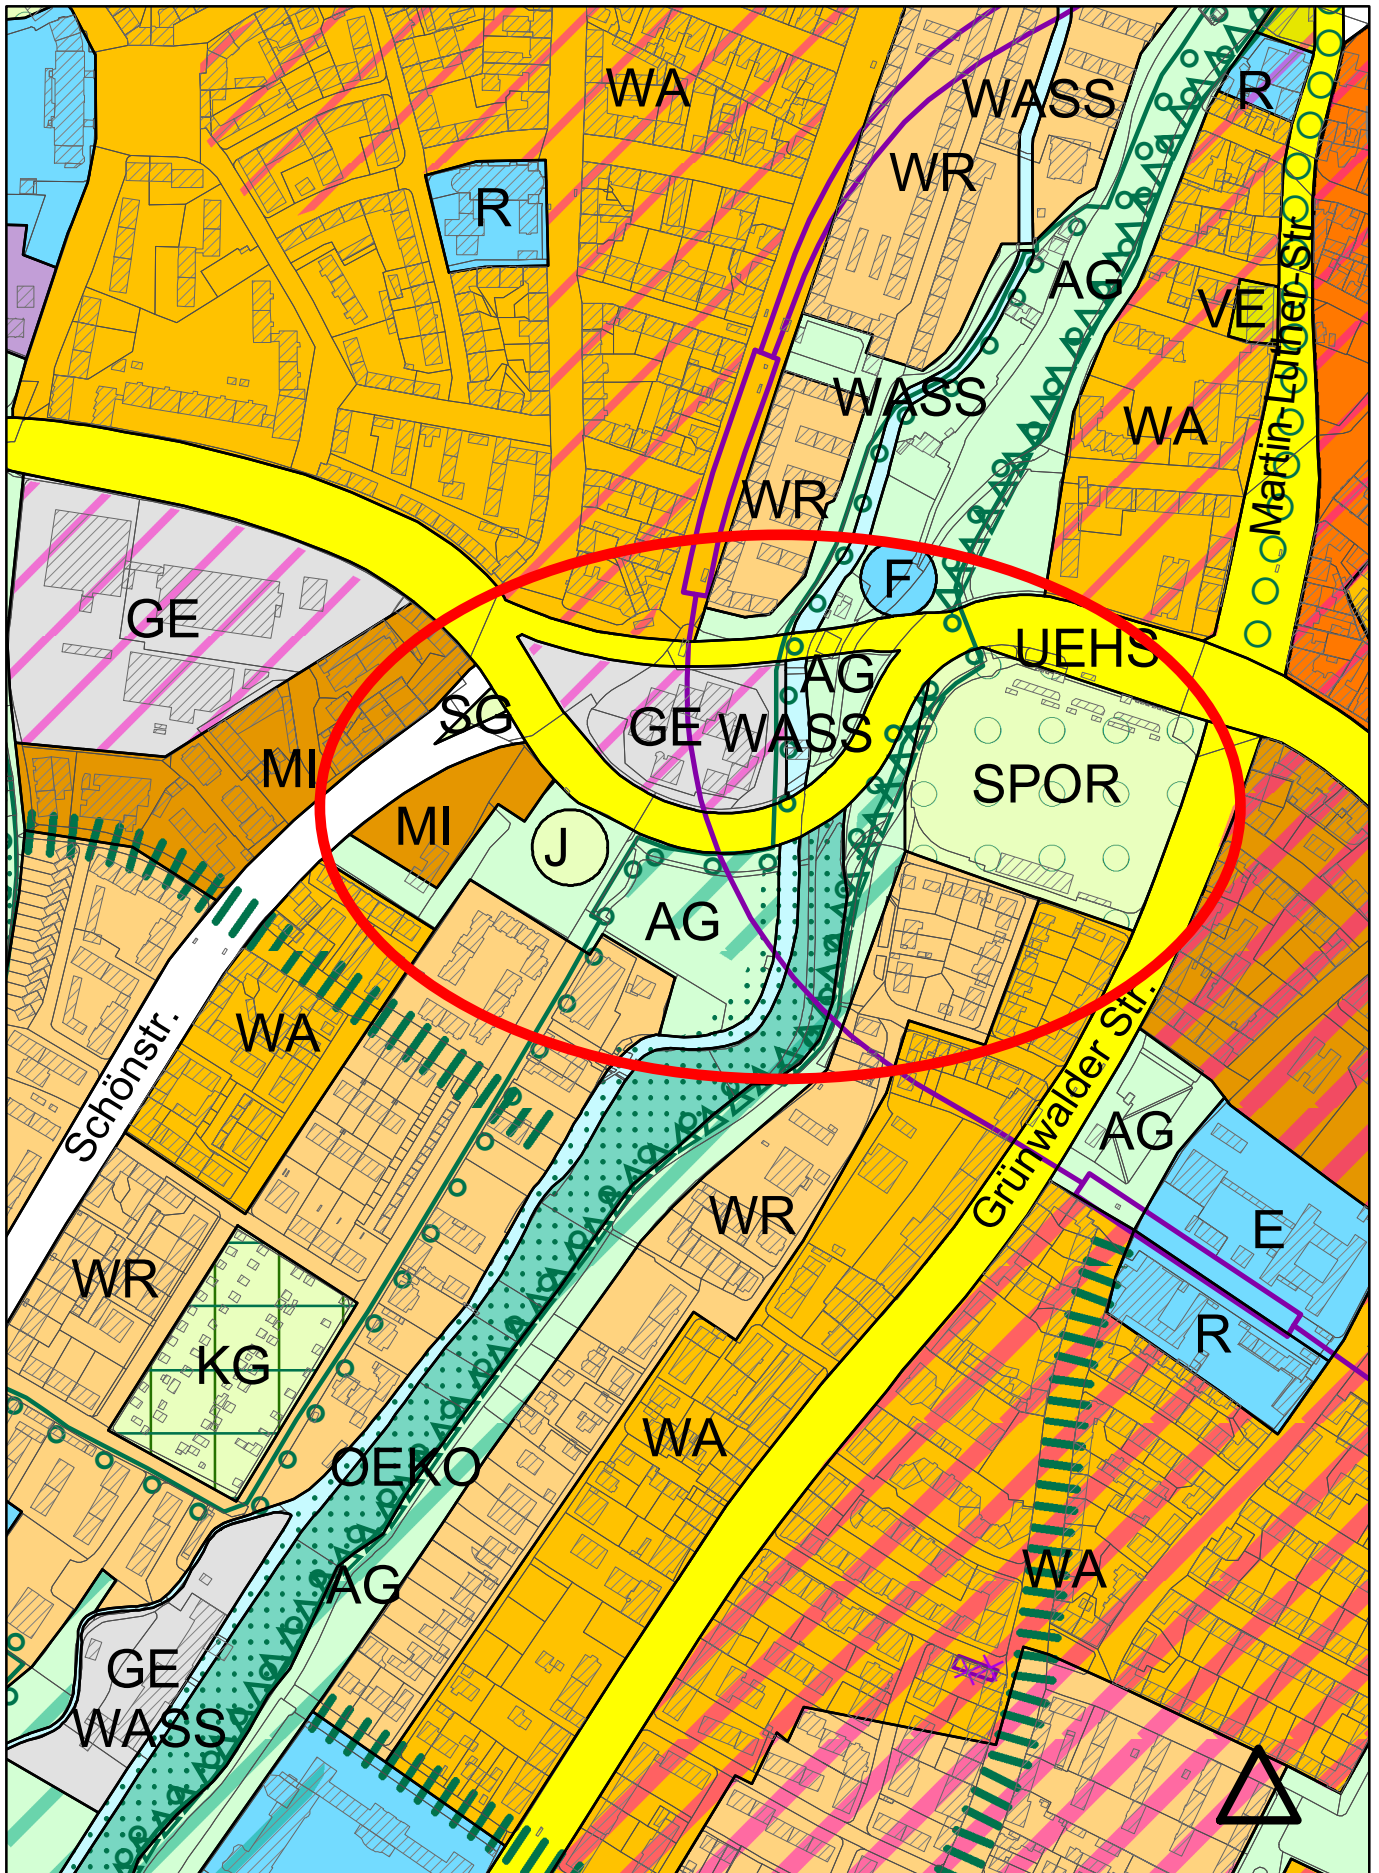 WA
WASS
R
WR
R
AG
VE
Martin-Luther-Str.
WASS
WA
WR
F
GE
UEHS
AG
SG
GE WASS
MI
SPOR
MI
J
AG
WA
Schönstr.
Grünwalder Str.
AG
WR
E
WR
R
KG
WA
OEKO
WA
AG
GE
WASS